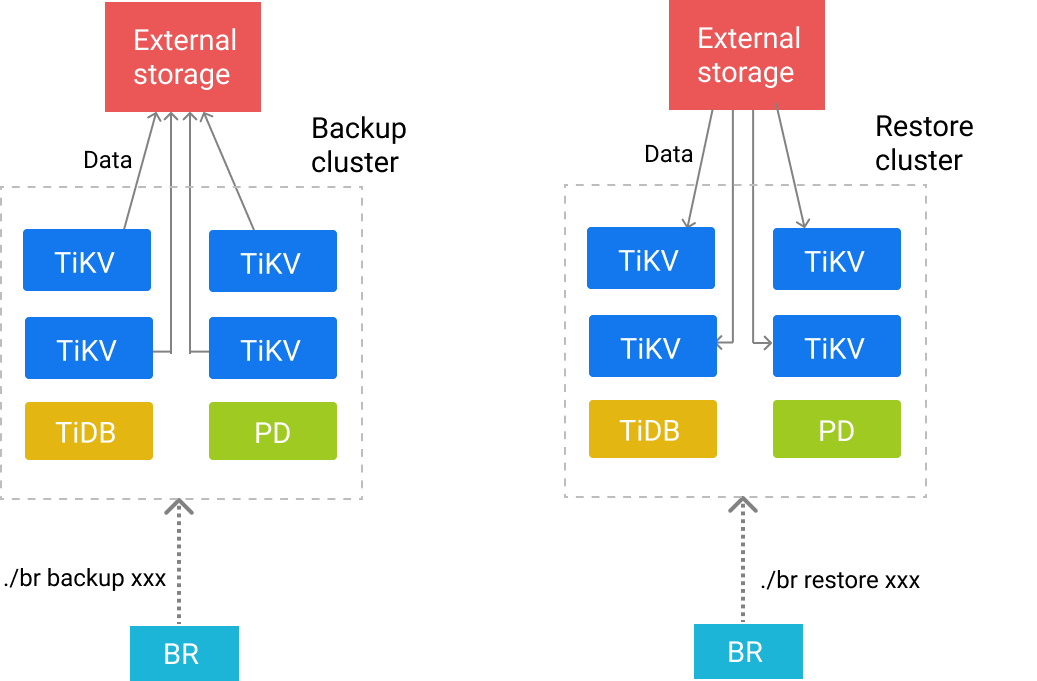 External
storage
Backup
cluster
Data
TiKV
TiKV
TiKV
TiKV
TiDB
PD
./br backup xxx
BR
External
storage
Restore
cluster
Data
TiKV
TiKV
TiKV
TiKV
TiDB
PD
./br restore xxx
BR